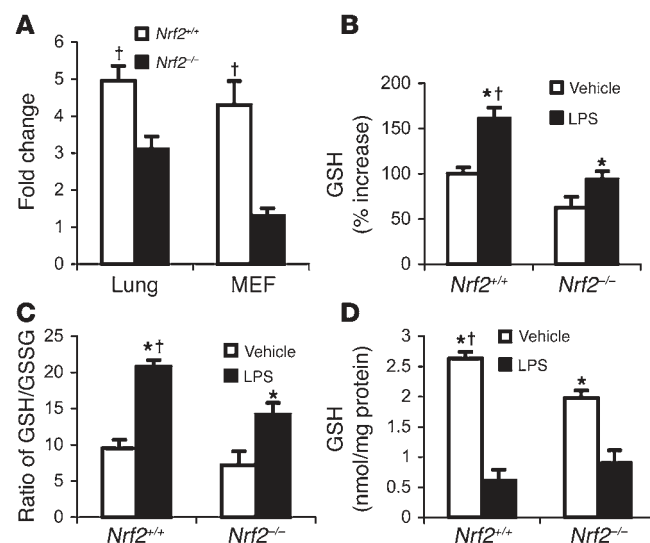 A
Nrf2+/+
Nrf2−/−
Fold change
6
5
4
3
2
1
0
†
†
Lung
MEF
B
Vehicle
LPS
GSH
(% increase)
200
150
100
50
0
*†
*
Nrf2+/+
Nrf2−/−
C
Vehicle
LPS
Ratio of GSH/GSSG
25
20
15
10
5
0
*†
*
Nrf2+/+
Nrf2−/−
D
Vehicle
LPS
GSH
(nmol/mg protein)
3
2.5
2
1.5
1
0.5
0
*†
*
Nrf2+/+
Nrf2−/−